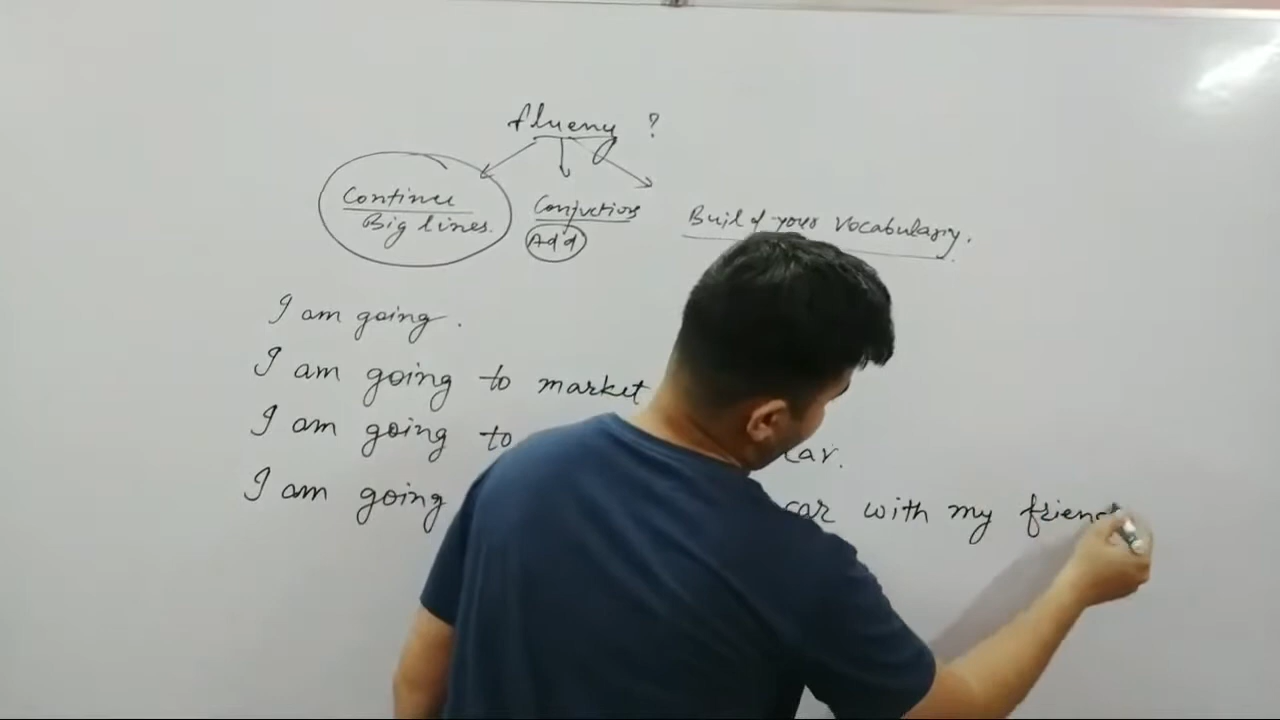 fluency ?
Continue Conjuctions Build your Vocabulary.
Big lines. Add
I am going.
I am going to market
I am going to car.
I am going car with my friend